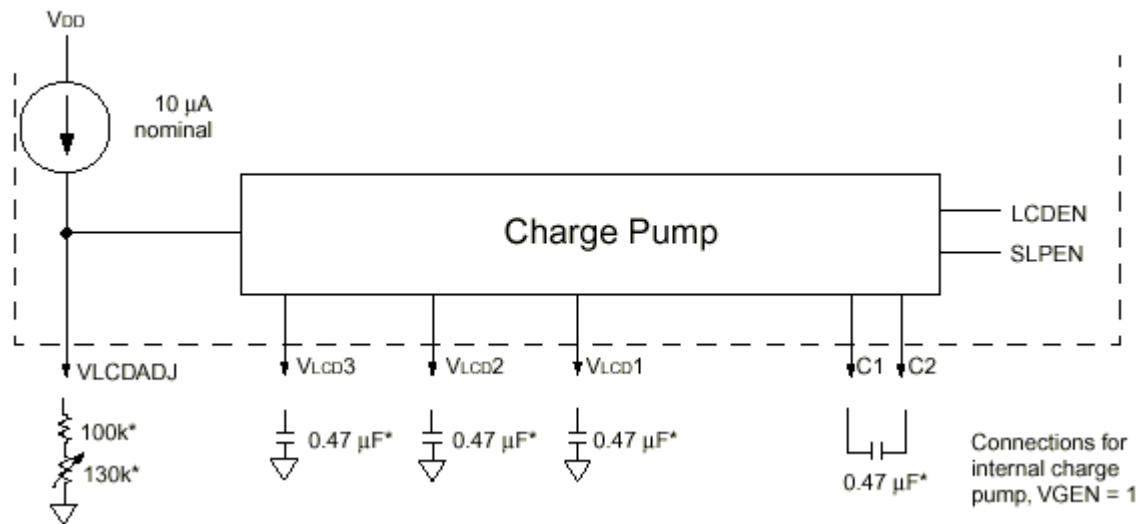 VDD
10 µA
nominal
Charge Pump
LCDEN
SLPEN
VLCDADJ
VLCD3
VLCD2
VLCD1
C1
C2
100k*
130k*
0.47 µF*
0.47 µF*
0.47 µF*
0.47 µF*
Connections for
internal charge
pump, VGEN = 1